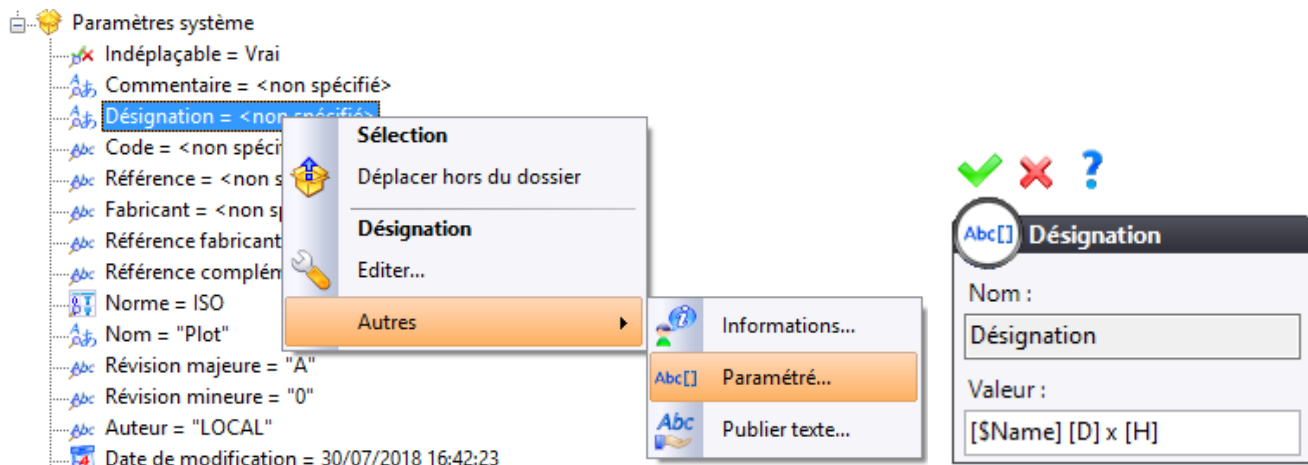 Paramètres système
Indéplaçable = Vrai
Commentaire = <non spécifié>
Désignation = <non spécifié>
Code = <non spéci
Référence = <non s
Fabricant = <non sp
Référence fabricant
Référence complém
Norme = ISO
Nom = "Plot"
Révision majeure = "A"
Révision mineure = "0"
Auteur = "LOCAL"
Date de modification = 30/07/2018 16:42:23
Sélection
Déplacer hors du dossier
Désignation
Editer...
Autres
Informations...
Abc[] Paramétré...
Abc Publier texte...
?
Abc[] Désignation
Nom :
Désignation
Valeur :
[$Name] [D] x [H]